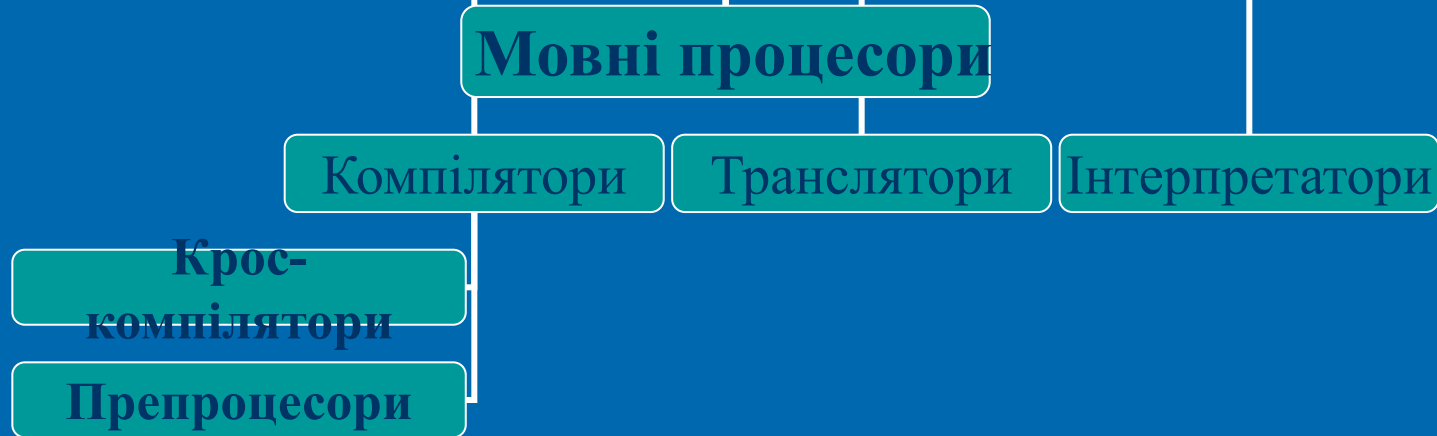 Мовні процесори
Компілятори
Транслятори
Інтерпретатори
Крос-
компілятори
Препроцесори